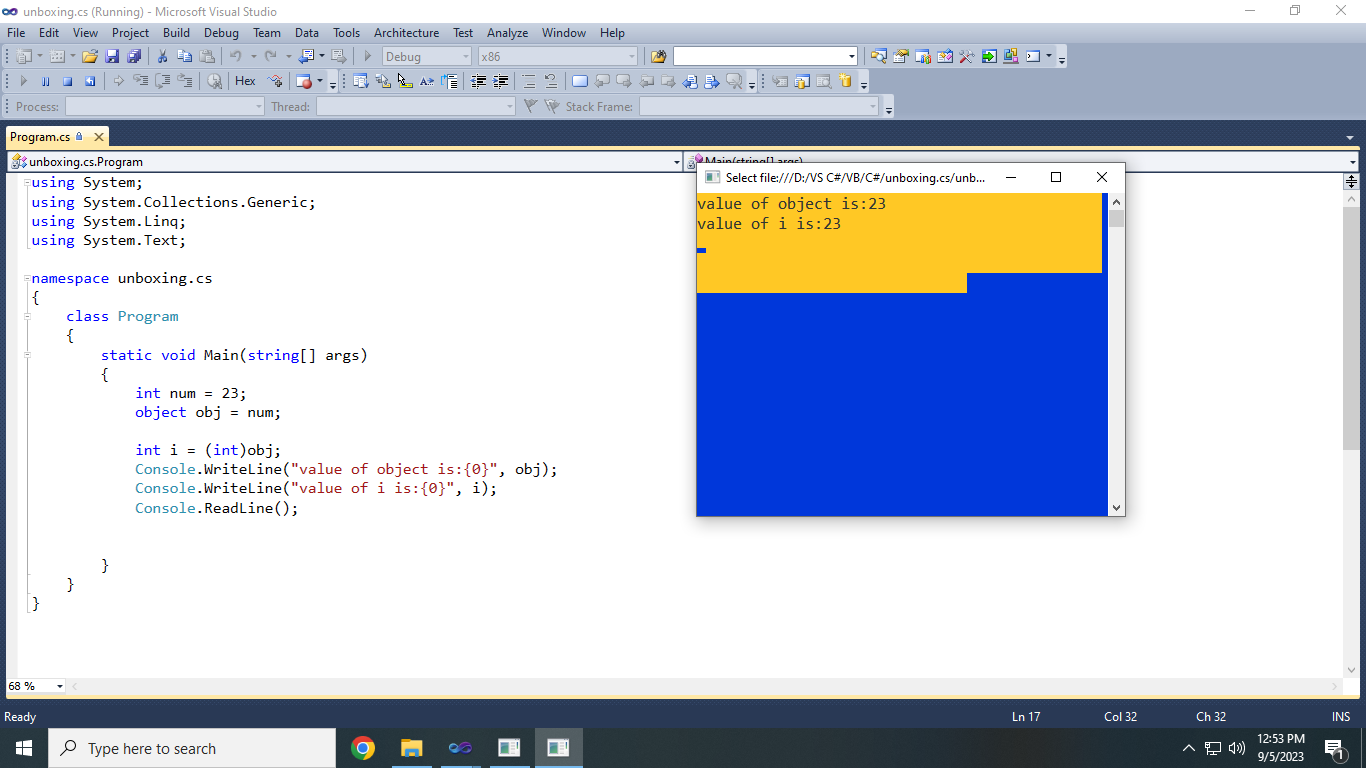 unboxing.cs (Running) - Microsoft Visual Studio
File Edit View Project Build Debug Team Data Tools Architecture Test Analyze Window Help
Debug x86
Hex
Process: Thread: Stack Frame:
Program.cs
unboxing.cs.Program
Main(string[] args)
using System;
using System.Collections.Generic;
using System.Linq;
using System.Text;
namespace unboxing.cs
{
class Program
{
static void Main(string[] args)
{
int num = 23;
object obj = num;
int i = (int)obj;
Console.WriteLine("value of object is:{0}", obj);
Console.WriteLine("value of i is:{0}", i);
Console.ReadLine();
}
}
}
Select file:///D:/VS C#/VB/C#/unboxing.cs/unb...
value of object is:23
value of i is:23
68 %
Ready Ln 17 Col 32 Ch 32 INS
Type here to search
12:53 PM
9/5/2023
1